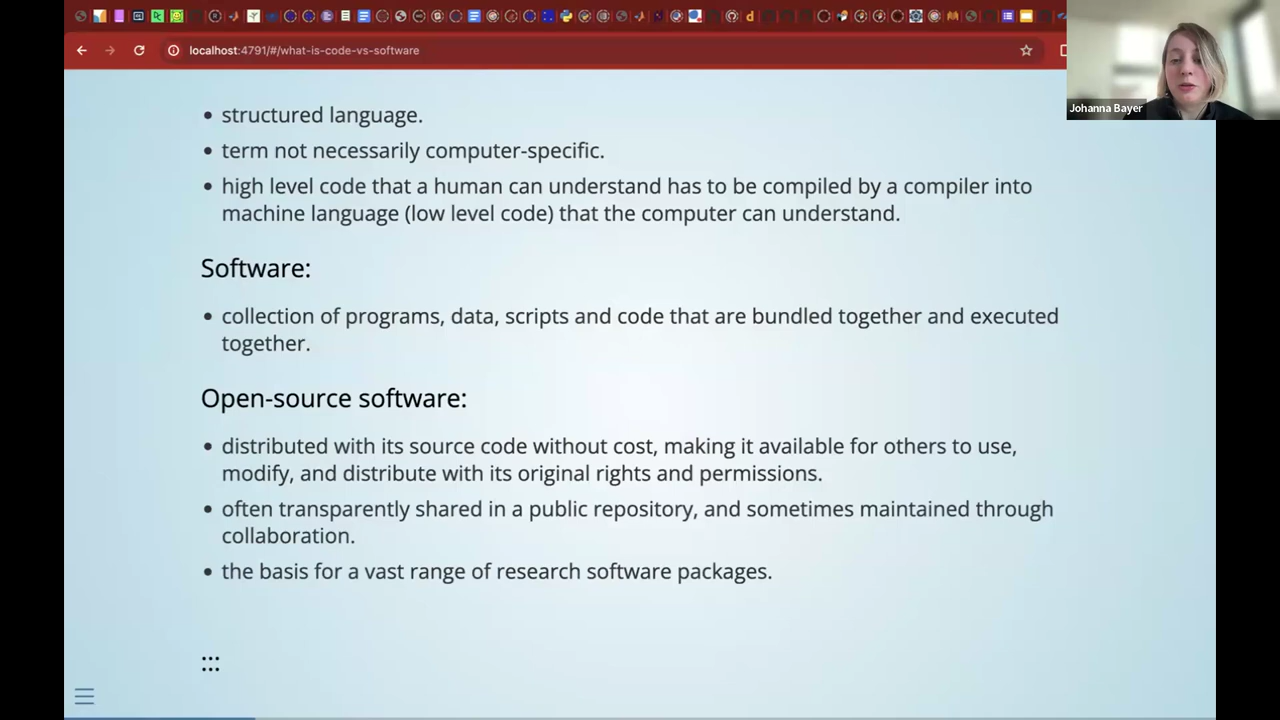 localhost:4791/#/what-is-code-vs-software
Johanna Bayer
• structured language.
• term not necessarily computer-specific.
• high level code that a human can understand has to be compiled by a compiler into
machine language (low level code) that the computer can understand.
Software:
• collection of programs, data, scripts and code that are bundled together and executed
together.
Open-source software:
• distributed with its source code without cost, making it available for others to use,
modify, and distribute with its original rights and permissions.
• often transparently shared in a public repository, and sometimes maintained through
collaboration.
• the basis for a vast range of research software packages.
:::